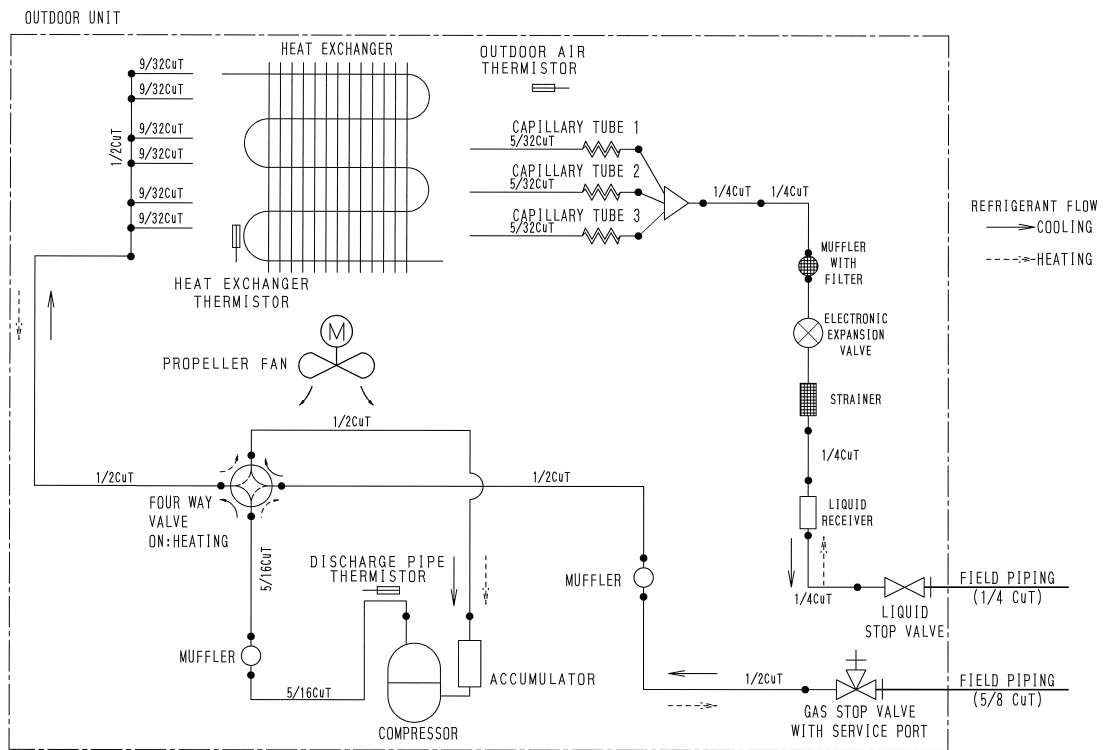 OUTDOOR UNIT
HEAT EXCHANGER
OUTDOOR AIR
THERMISTOR
9/32CuT
9/32CuT
9/32CuT
9/32CuT
9/32CuT
9/32CuT
1/2CuT
CAPILLARY TUBE 1
5/32CuT
CAPILLARY TUBE 2
5/32CuT
CAPILLARY TUBE 3
5/32CuT
1/4CuT
1/4CuT
REFRIGERANT FLOW
COOLING
HEATING
MUFFLER
WITH
FILTER
HEAT EXCHANGER
THERMISTOR
ELECTRONIC
EXPANSION
VALVE
M
PROPELLER FAN
STRAINER
1/2CuT
1/4CuT
1/2CuT
1/2CuT
FOUR WAY
VALVE
ON:HEATING
LIQUID
RECEIVER
5/16CuT
DISCHARGE PIPE
THERMISTOR
MUFFLER
1/4CuT
FIELD PIPING
(1/4 CuT)
LIQUID
STOP VALVE
MUFFLER
5/16CuT
ACCUMULATOR
COMPRESSOR
1/2CuT
FIELD PIPING
(5/8 CuT)
GAS STOP VALVE
WITH SERVICE PORT